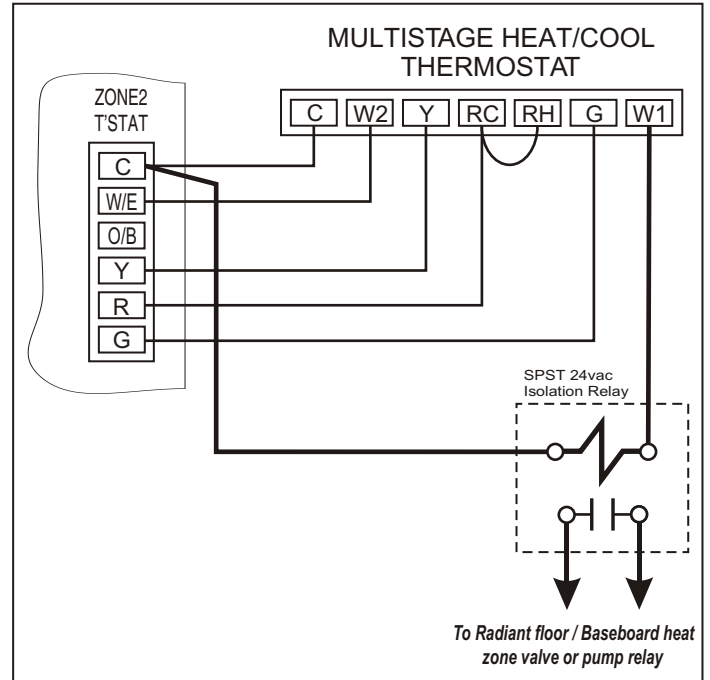 MULTISTAGE HEAT/COOL
THERMOSTAT
C W2 Y RC RH G W1
ZONE2
T'STAT
C
W/E
O/B
Y
R
G
SPST 24vac
Isolation Relay
To Radiant floor / Baseboard heat
zone valve or pump relay